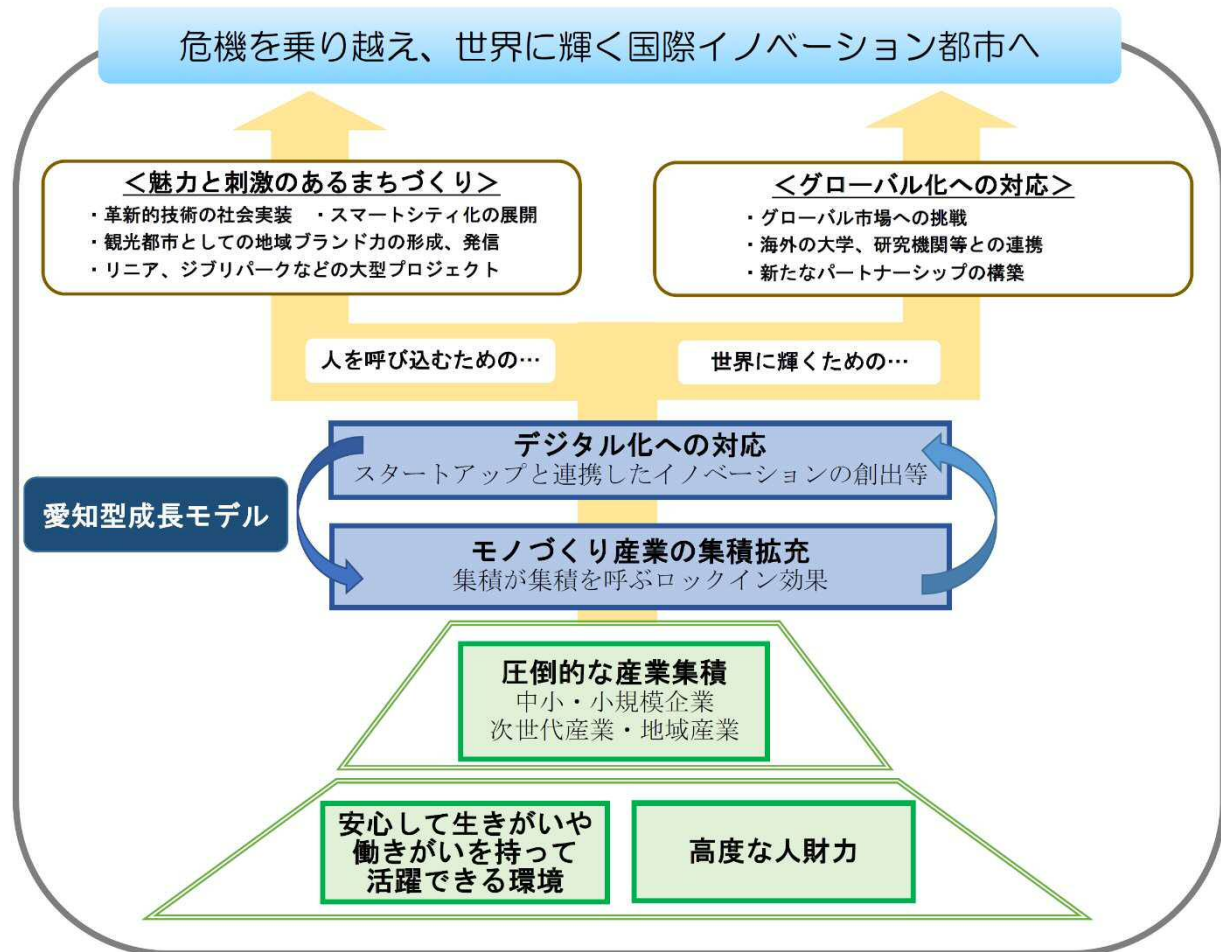 危機を乗り越え、世界に輝く国際イノベーション都市へ
＜魅力と刺激のあるまちづくり＞
・革新的技術の社会実装　・スマートシティ化の展開
・観光都市としての地域ブランド力の形成、発信
・リニア、ジブリパークなどの大型プロジェクト
＜グローバル化への対応＞
・グローバル市場への挑戦
・海外の大学、研究機関等との連携
・新たなパートナーシップの構築
人を呼び込むための…
世界に輝くための…
デジタル化への対応
スタートアップと連携したイノベーションの創出等
愛知型成長モデル
モノづくり産業の集積拡充
集積が集積を呼ぶロックイン効果
圧倒的な産業集積
中小・小規模企業
次世代産業・地域産業
安心して生きがいや
働きがいを持って
活躍できる環境
高度な人財力